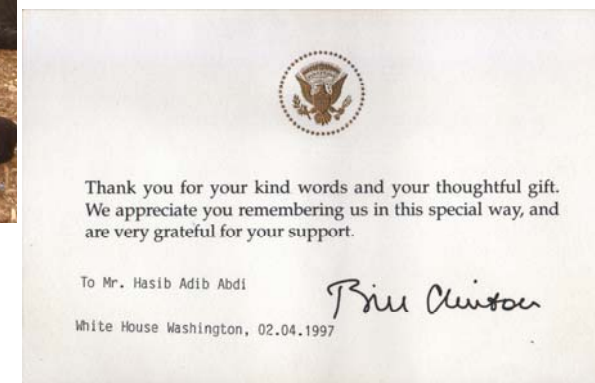 Thank you for your kind words and your thoughtful gift.
We appreciate you remembering us in this special way, and
are very grateful for your support.
To Mr. Hasib Adib Abdi
Bill Clinton
White House Washington, 02.04.1997